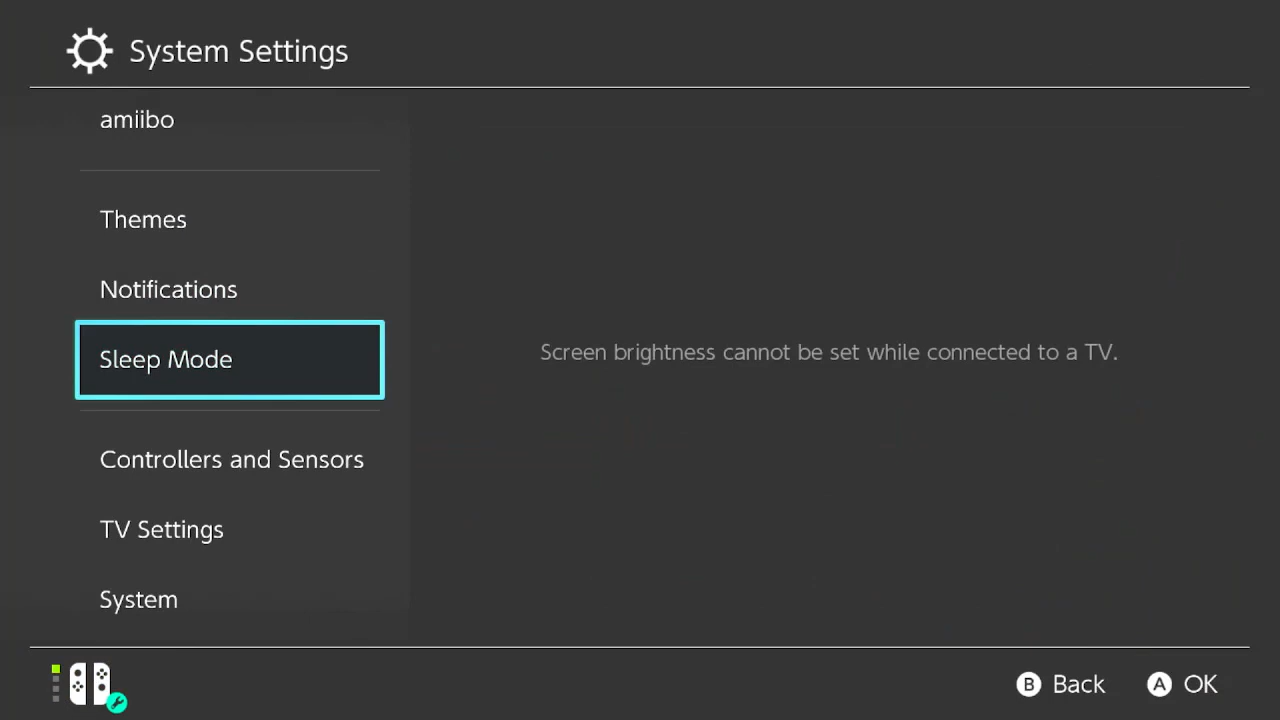 System Settings
amiibo
Themes
Notifications
Sleep Mode
Screen brightness cannot be set while connected to a TV.
Controllers and Sensors
TV Settings
System
B Back A OK